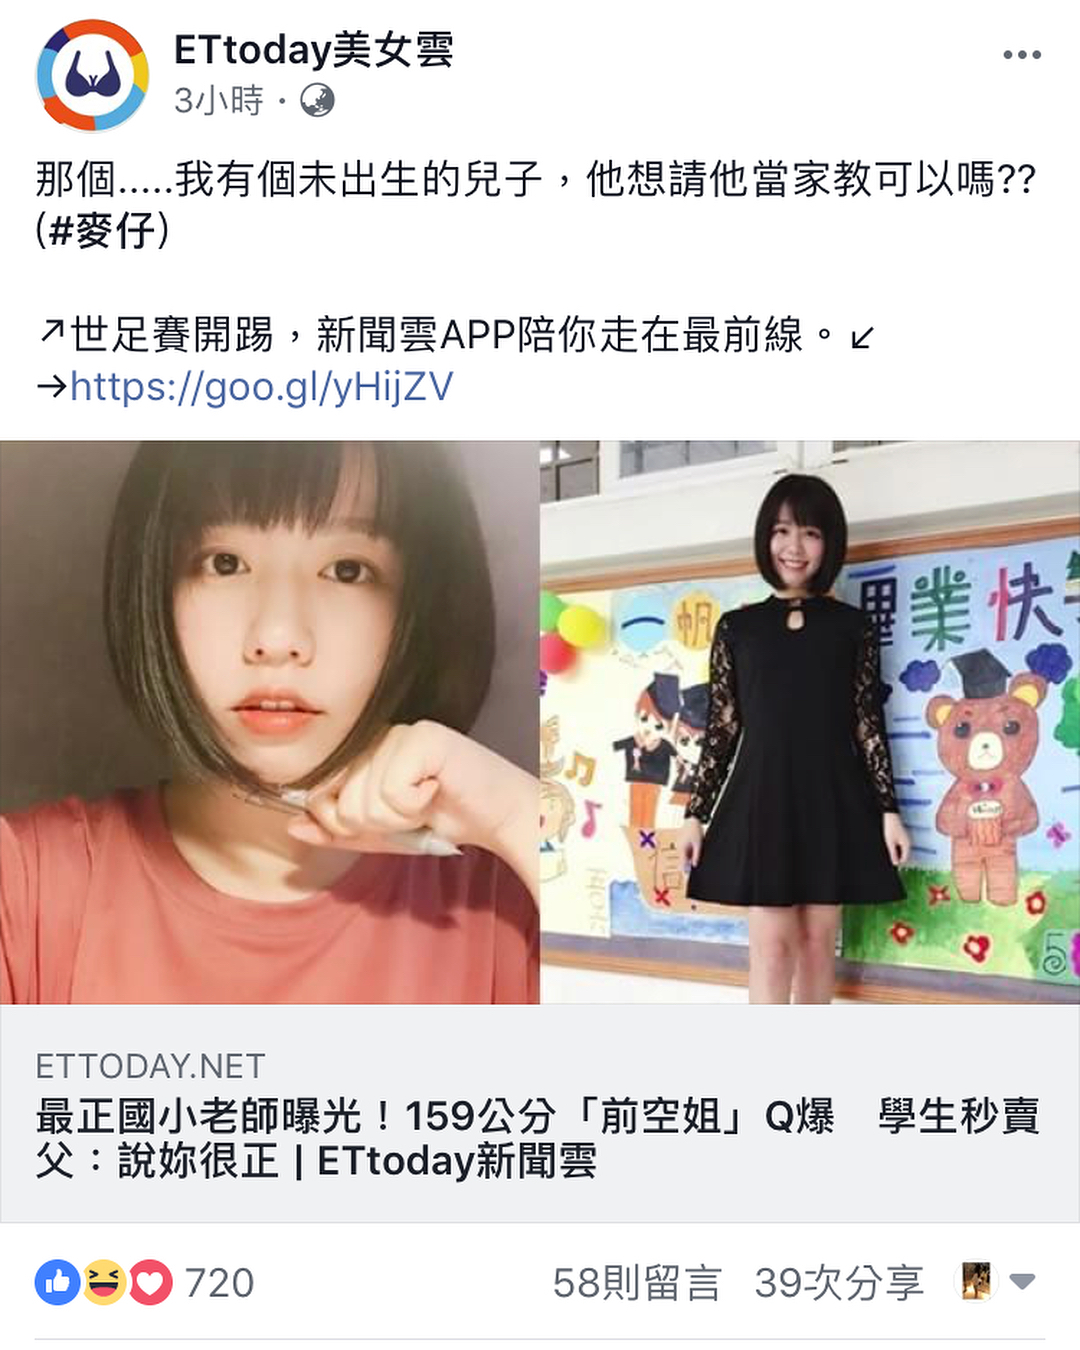 ETtoday美女雲
3小時
那個.....我有個未出生的兒子，他想請他當家教可以嗎??
(#麥仔)
↗世足賽開踢，新聞雲APP陪你走在最前線。↙
→https://goo.gl/yHijZV
一帆
畢業快
信
ETTODAY.NET
最正國小老師曝光！159公分「前空姐」Q爆　學生秒賣
父：說妳很正 | ETtoday新聞雲
720 58則留言 39次分享